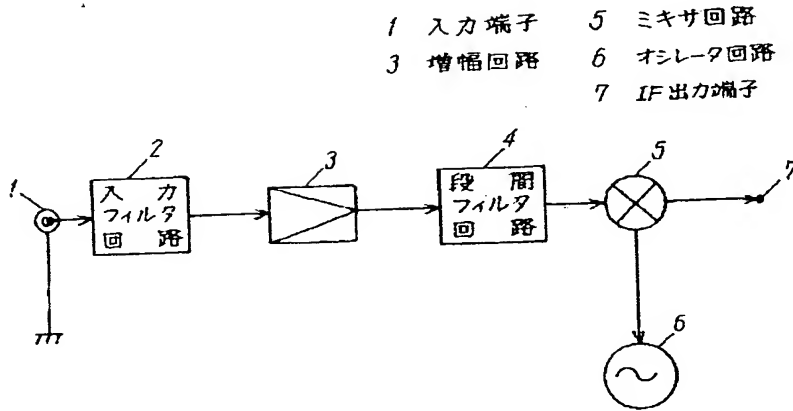 1 入力端子
3 増幅回路
5 ミキサ回路
6 オシレータ回路
7 IF出力端子
1
2
入力
フィルタ
回路
3
4
段間
フィルタ
回路
5
7
6